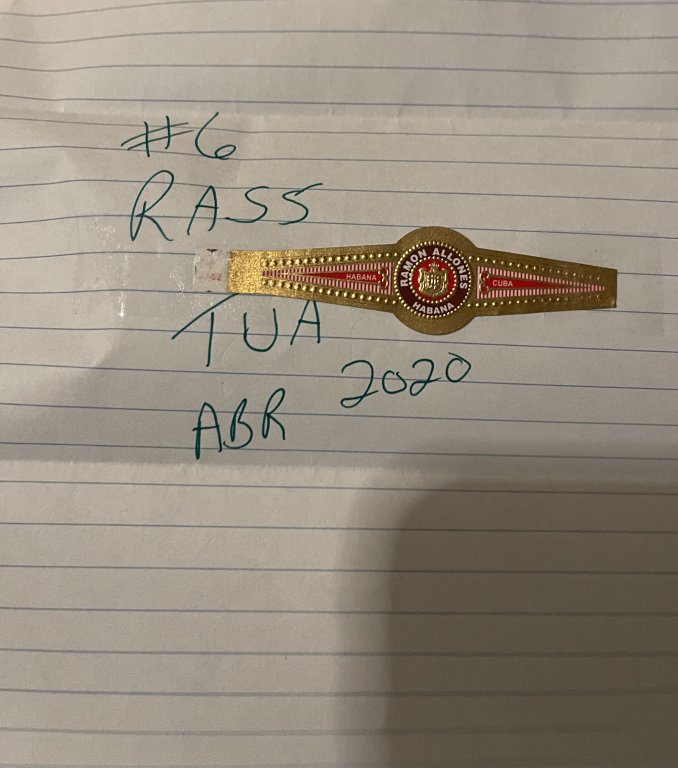 #6
RASS
HABANA
RAMON ALLONES
HABANA
CUBA
TUA
2020
ABR